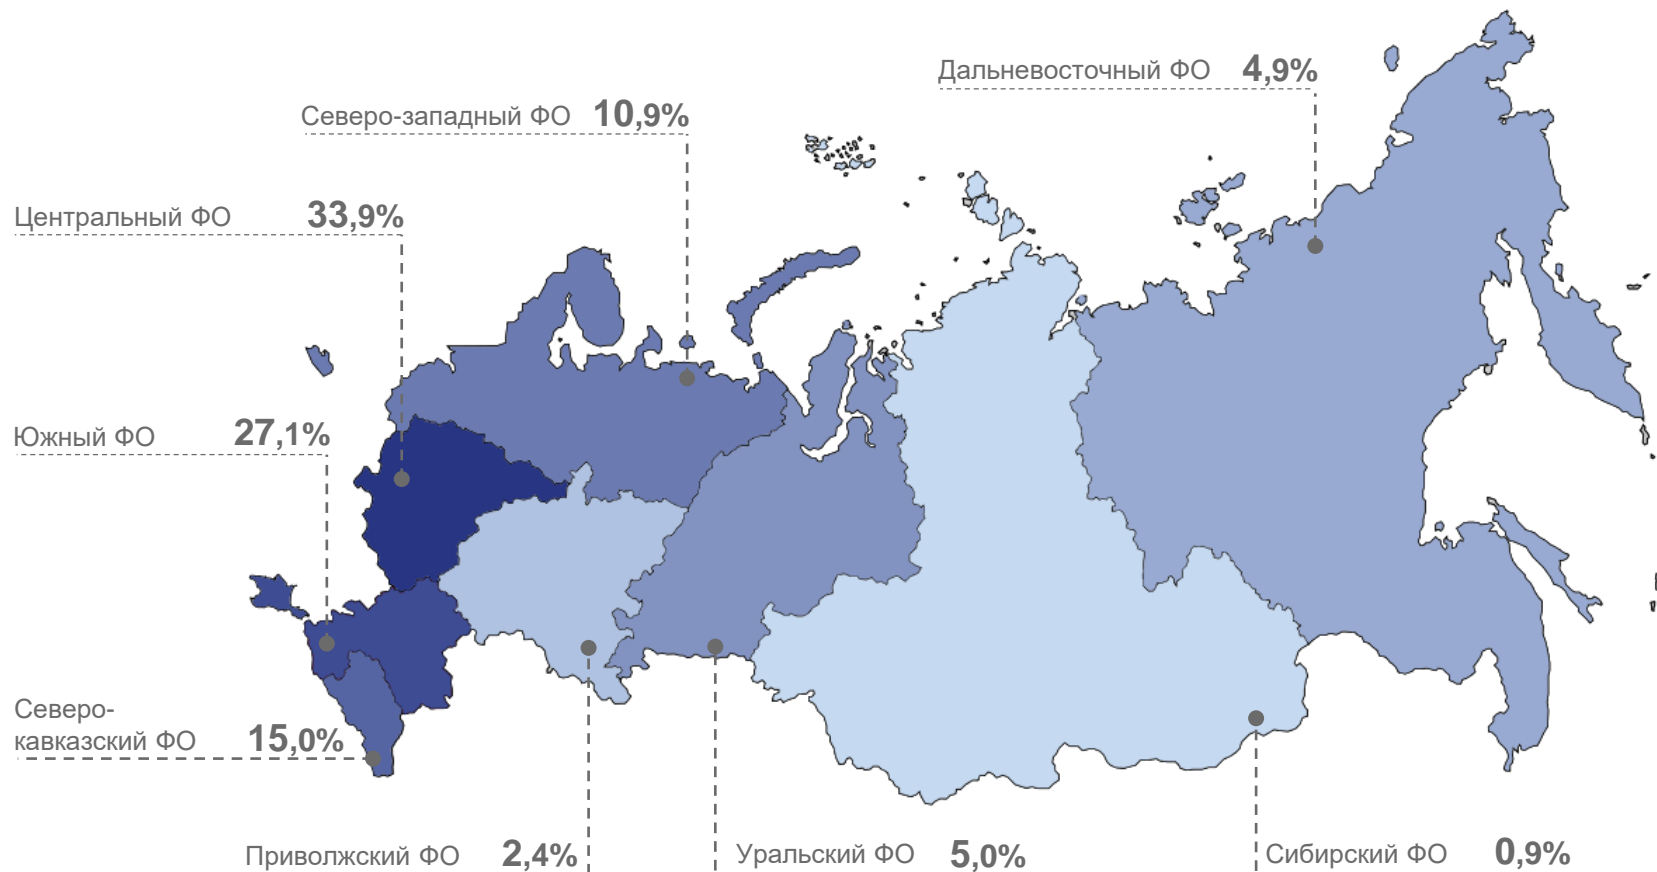 Дальневосточный ФО 4,9%
Северо-западный ФО 10,9%
Центральный ФО 33,9%
Южный ФО 27,1%
Северо-
кавказский ФО 15,0%
Приволжский ФО 2,4%
Уральский ФО 5,0%
Сибирский ФО 0,9%